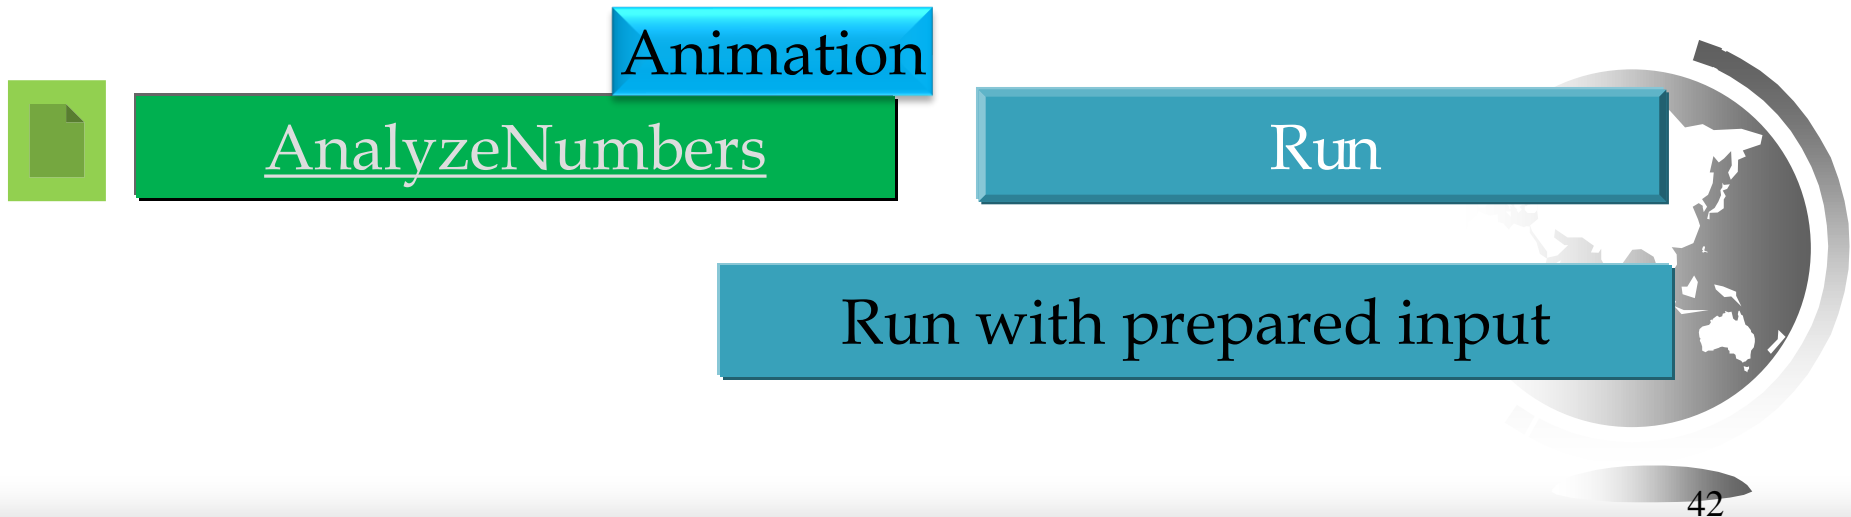 Animation
AnalyzeNumbers
Run
Run with prepared input
42